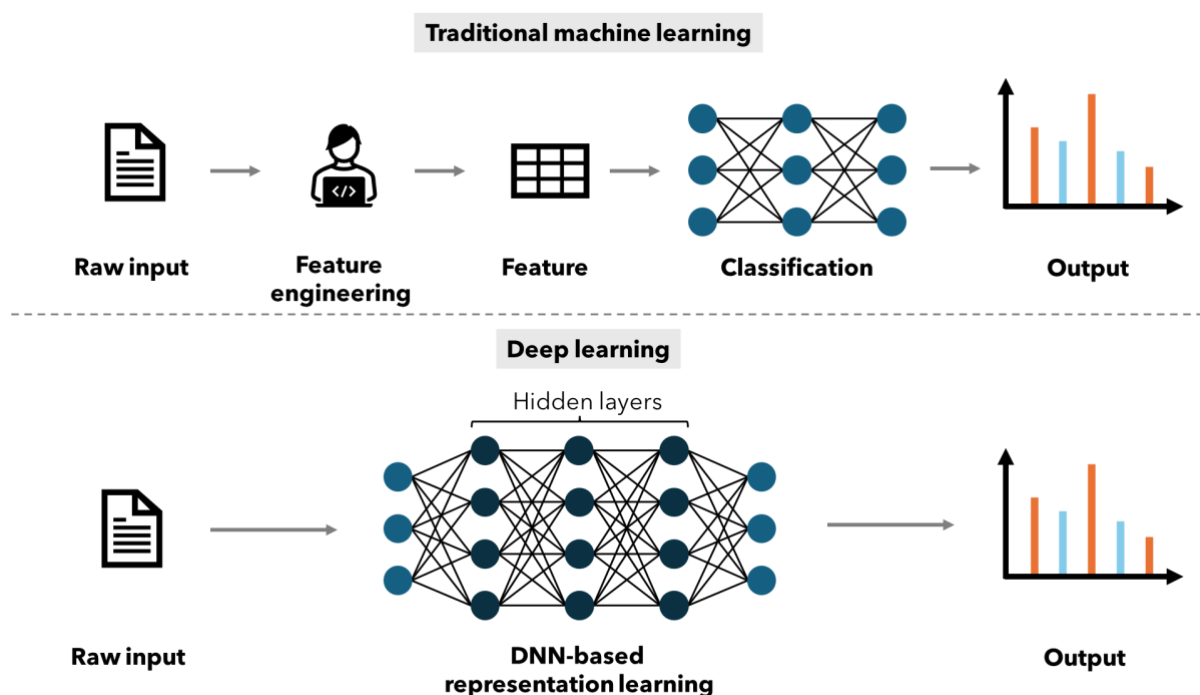 Traditional machine learning
</>
Raw input
Feature
engineering
Feature
Classification
Output
Deep learning
Hidden layers
Raw input
DNN-based
representation learning
Output